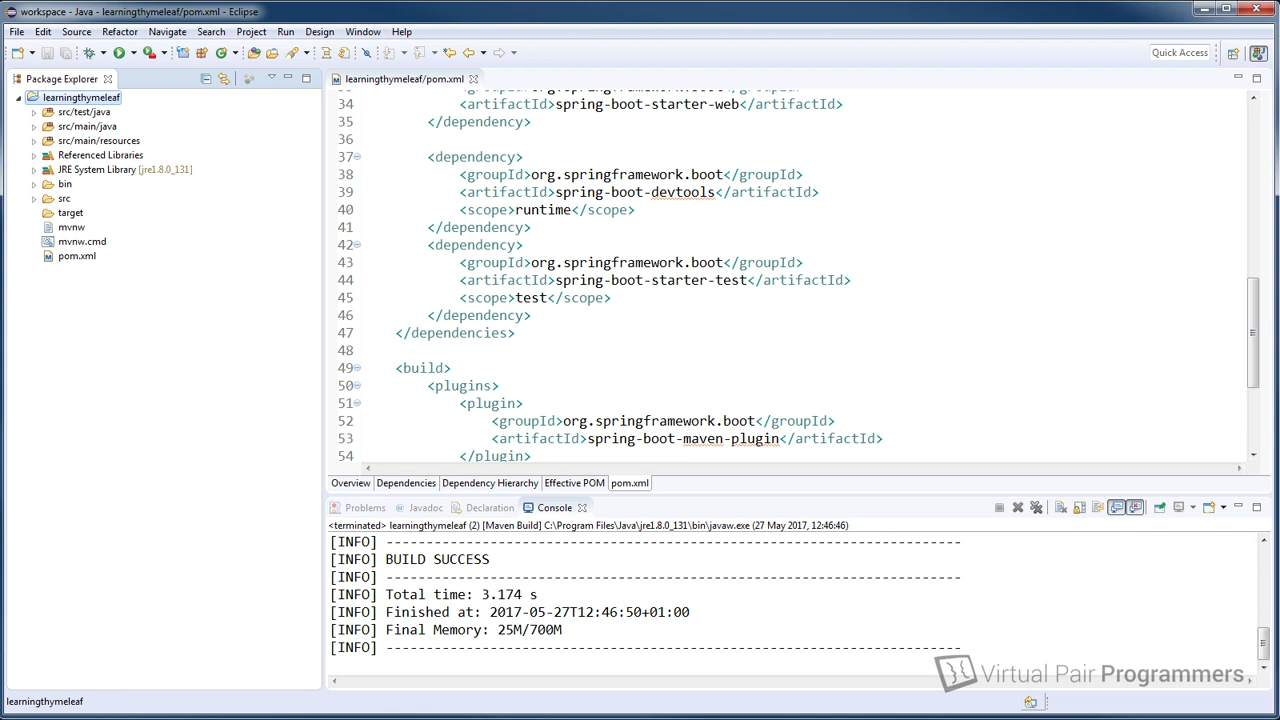 workspace - Java - learningthymeleaf/pom.xml - Eclipse
File Edit Source Refactor Navigate Search Project Run Design Window Help
Quick Access
Package Explorer
learningthymeleaf
src/test/java
src/main/java
src/main/resources
Referenced Libraries
JRE System Library [jre1.8.0_131]
bin
src
target
mvnw
mvnw.cmd
pom.xml
learningthymeleaf/pom.xml
34 <artifactId>spring-boot-starter-web</artifactId>
35 </dependency>
36
37 <dependency>
38 <groupId>org.springframework.boot</groupId>
39 <artifactId>spring-boot-devtools</artifactId>
40 <scope>runtime</scope>
41 </dependency>
42 <dependency>
43 <groupId>org.springframework.boot</groupId>
44 <artifactId>spring-boot-starter-test</artifactId>
45 <scope>test</scope>
46 </dependency>
47 </dependencies>
48
49 <build>
50 <plugins>
51 <plugin>
52 <groupId>org.springframework.boot</groupId>
53 <artifactId>spring-boot-maven-plugin</artifactId>
54 </plugin>
Overview Dependencies Dependency Hierarchy Effective POM pom.xml
Problems Javadoc Declaration Console
<terminated> learningthymeleaf (2) [Maven Build] C:\Program Files\Java\jre1.8.0_131\bin\javaw.exe (27 May 2017, 12:46:46)
[INFO] ------------------------------------------------------------------------
[INFO] BUILD SUCCESS
[INFO] ------------------------------------------------------------------------
[INFO] Total time: 3.174 s
[INFO] Finished at: 2017-05-27T12:46:50+01:00
[INFO] Final Memory: 25M/700M
[INFO] ------------------------------------------------------------------------
Virtual Pair Programmers
learningthymeleaf